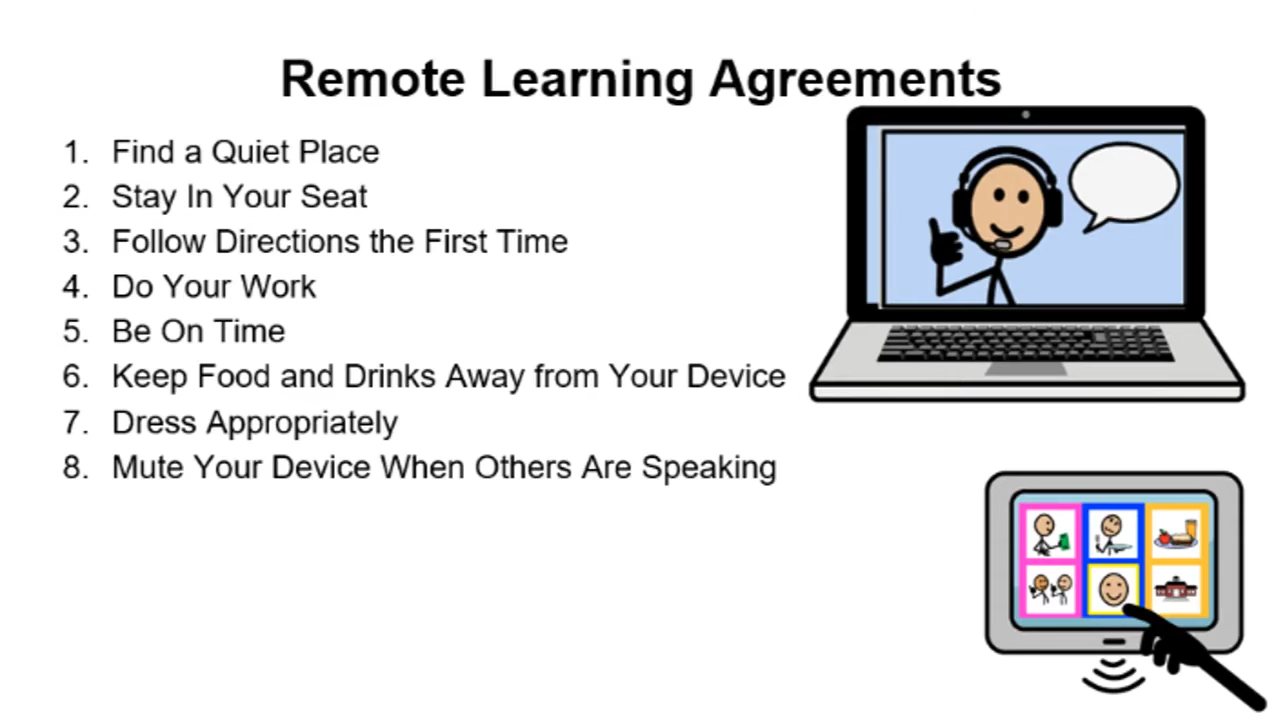 Remote Learning Agreements
1. Find a Quiet Place
2. Stay In Your Seat
3. Follow Directions the First Time
4. Do Your Work
5. Be On Time
6. Keep Food and Drinks Away from Your Device
7. Dress Appropriately
8. Mute Your Device When Others Are Speaking